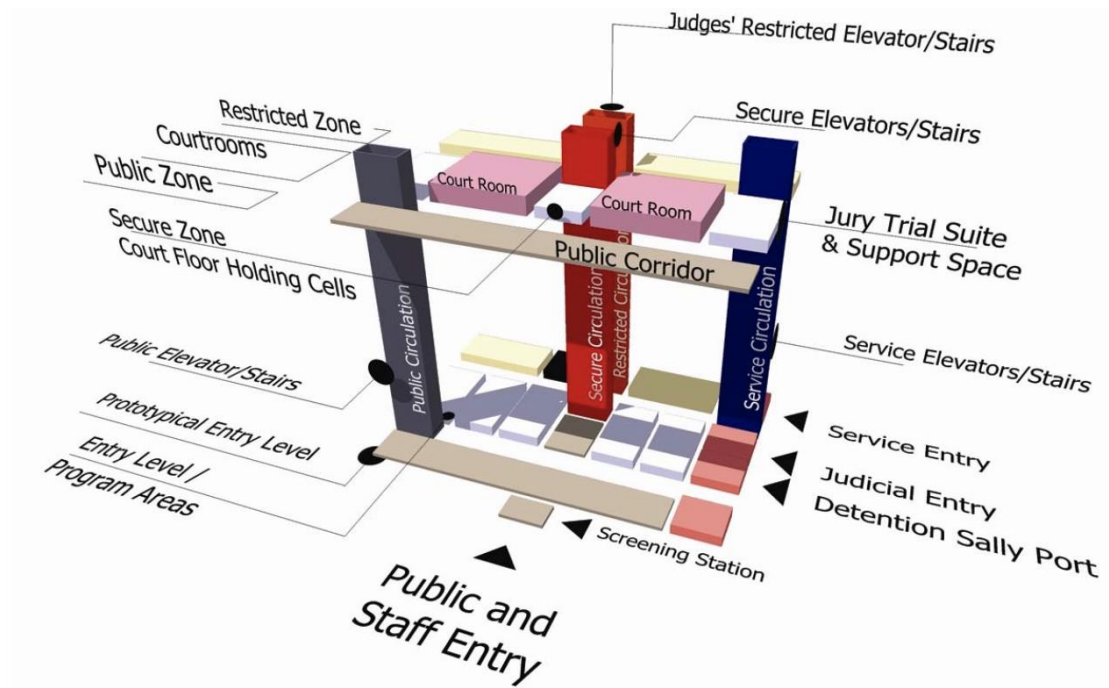 Judges' Restricted Elevator/Stairs
Restricted Zone
Secure Elevators/Stairs
Courtrooms
Public Zone
Court Room
Court Room
Secure Zone
Court Floor Holding Cells
Jury Trial Suite
& Support Space
Public Corridor
Public Circulation
Secure Circulation
Restricted Circu
Service Circulation
Public Elevator/Stairs
Service Elevators/Stairs
Prototypical Entry Level
Entry Level /
Program Areas
Service Entry
Judicial Entry
Detention Sally Port
Screening Station
Public and
Staff Entry